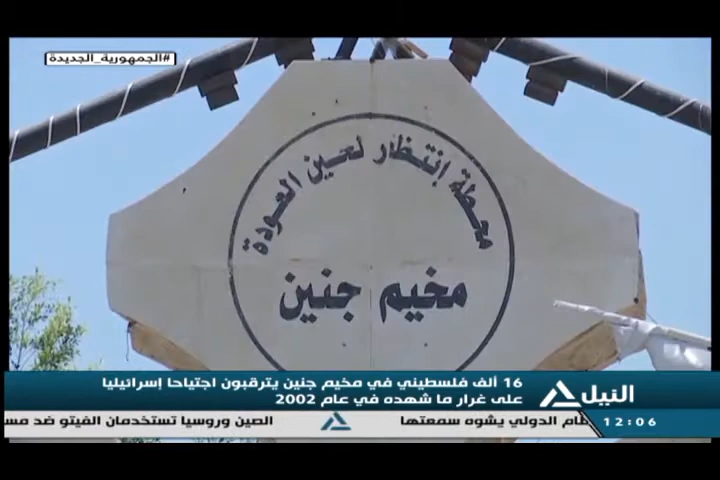 #الجمهورية_الجديدة
محطة إنتظار لحين العودة
مخيم جنين
16 ألف فلسطيني في مخيم جنين يترقبون اجتياحا إسرائيليا
على غرار ما شهده في عام 2002
النيل
12:06
الدولي يشوه سمعتها
الصين وروسيا تستخدمان الفيتو ضد